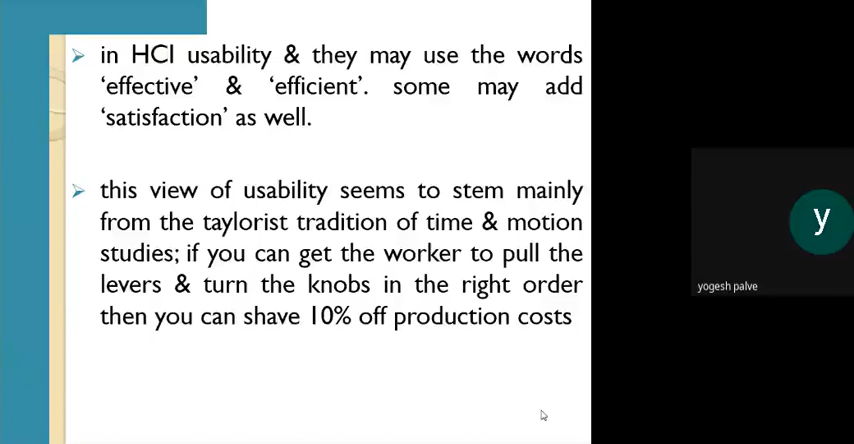 in HCI usability & they may use the words
‘effective’ & ‘efficient’. some may add
‘satisfaction’ as well.
this view of usability seems to stem mainly
from the taylorist tradition of time & motion
studies; if you can get the worker to pull the
levers & turn the knobs in the right order
then you can shave 10% off production costs
y
yogesh palve